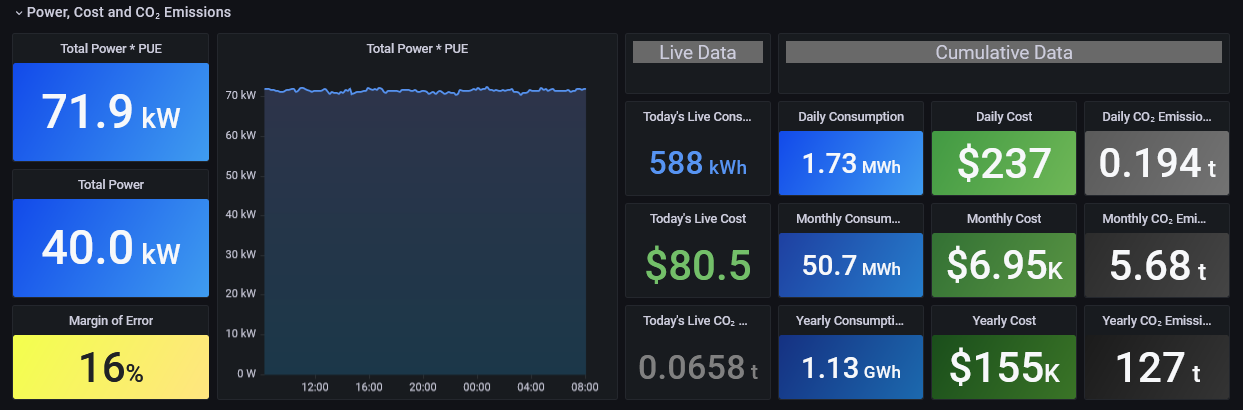 Power, Cost and CO₂ Emissions
Total Power * PUE
71.9 kW
Total Power
40.0 kW
Margin of Error
16%
Total Power * PUE
70 kW
60 kW
50 kW
40 kW
30 kW
20 kW
10 kW
0 W
12:00 16:00 20:00 00:00 04:00 08:00
Live Data
Today's Live Cons...
588 kWh
Today's Live Cost
$80.5
Today's Live CO₂ ...
0.0658 t
Cumulative Data
Daily Consumption
1.73 MWh
Daily Cost
$237
Daily CO₂ Emissio...
0.194 t
Monthly Consum...
50.7 MWh
Monthly Cost
$6.95K
Monthly CO₂ Emi...
5.68 t
Yearly Consumpti...
1.13 GWh
Yearly Cost
$155K
Yearly CO₂ Emissi...
127 t